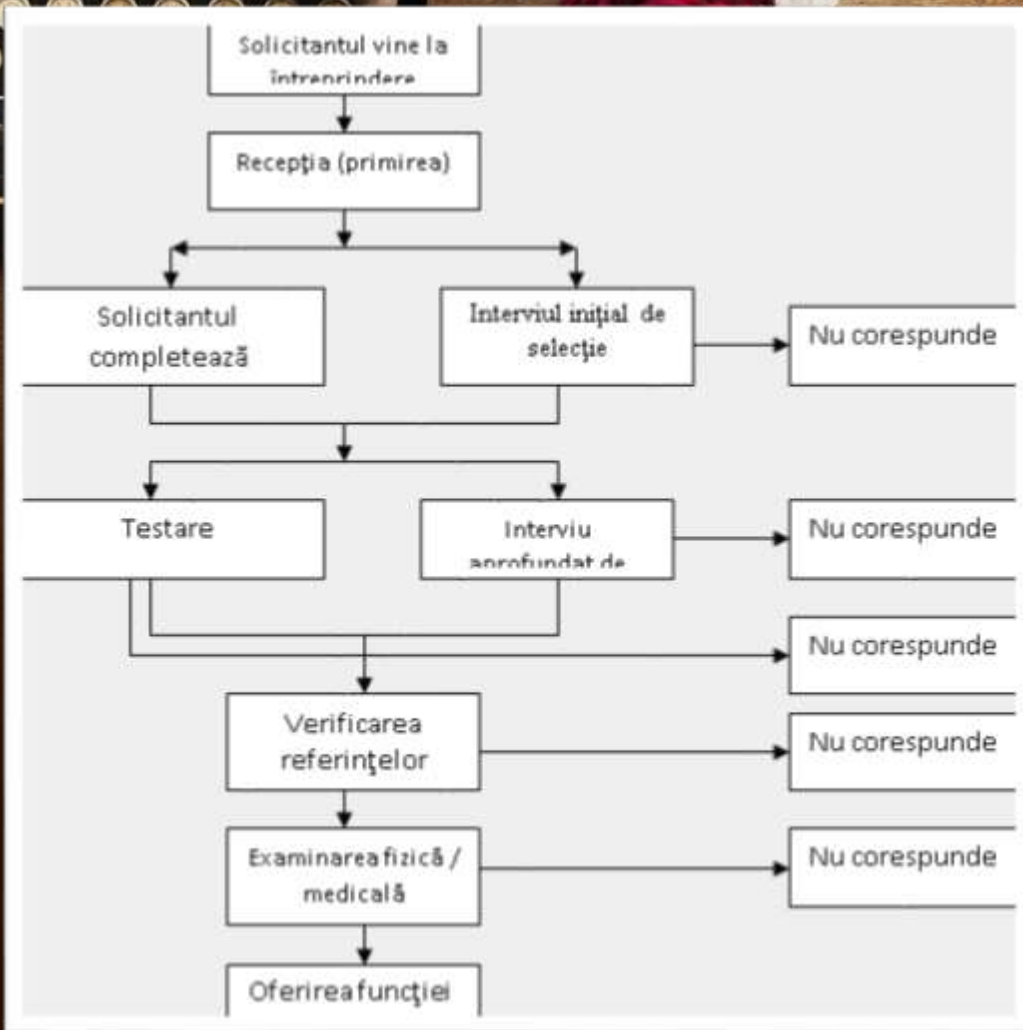 Solicitantul vine la
întreprindere
Recepţia (primirea)
Solicitantul
completează
Interviul iniţial de
selecţie
Nu corespunde
Testare
Interviu
aprofundat de
Nu corespunde
Nu corespunde
Verificarea
referinţelor
Nu corespunde
Examinarea fizică /
medicală
Nu corespunde
Oferirea funcţiei